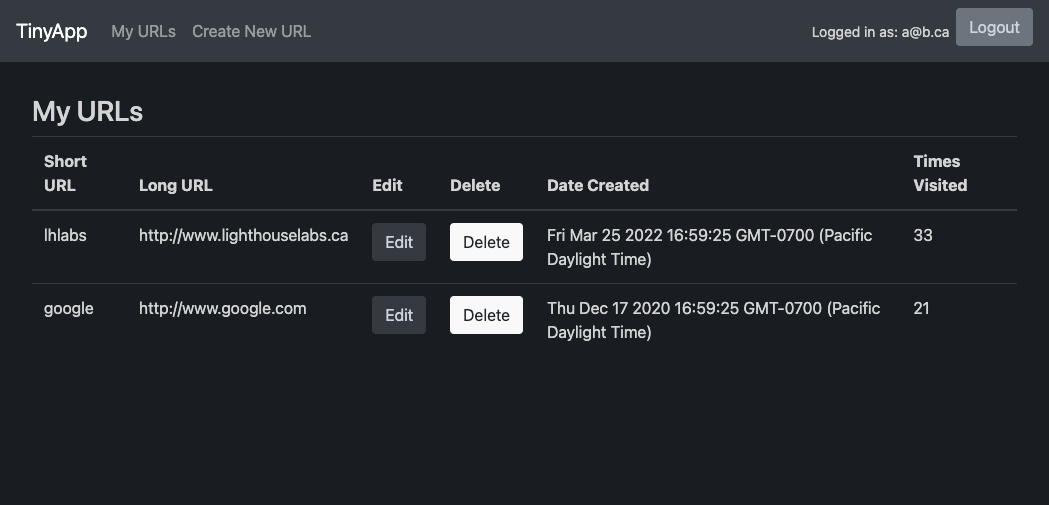 TinyApp My URLs Create New URL Logged in as: a@b.ca Logout
My URLs
Short URL Long URL Edit Delete Date Created Times Visited
lhlabs http://www.lighthouselabs.ca Edit Delete Fri Mar 25 2022 16:59:25 GMT-0700 (Pacific 33
Daylight Time)
google http://www.google.com Edit Delete Thu Dec 17 2020 16:59:25 GMT-0700 (Pacific 21
Daylight Time)